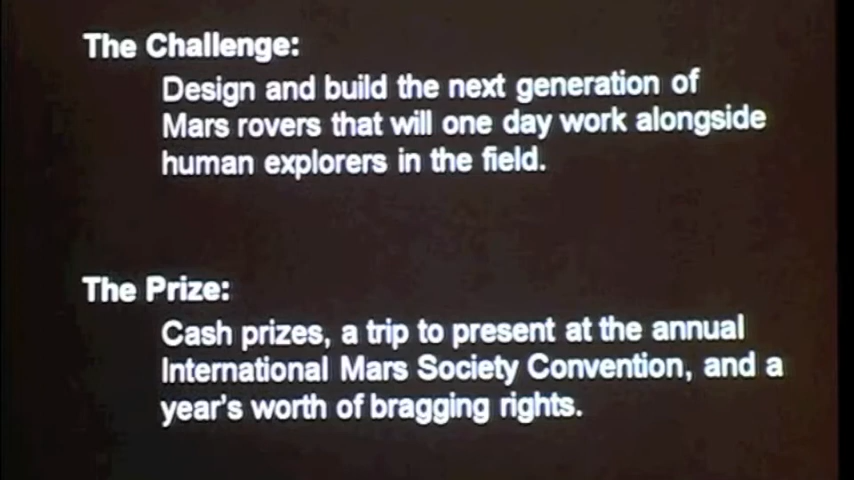 The Challenge:
Design and build the next generation of
Mars rovers that will one day work alongside
human explorers in the field.
The Prize:
Cash prizes, a trip to present at the annual
International Mars Society Convention, and a
year's worth of bragging rights.